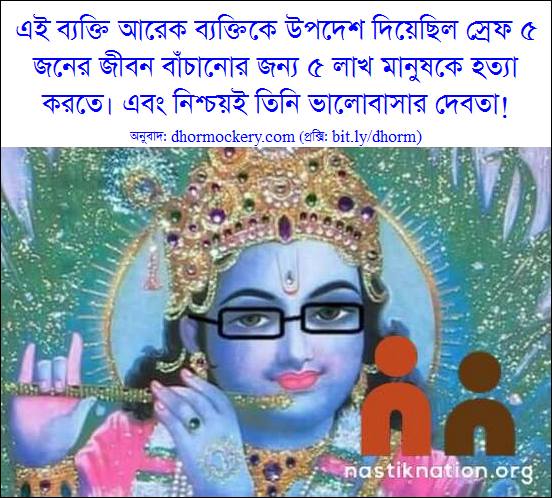 এই ব্যক্তি আরেক ব্যক্তিকে উপদেশ দিয়েছিল স্রেফ ৫
জনের জীবন বাঁচানোর জন্য ৫ লাখ মানুষকে হত্যা
করতে। এবং নিশ্চয়ই তিনি ভালোবাসার দেবতা!
অনুবাদ: dhormockery.com (প্রক্সি: bit.ly/dhorm)
nastiknation.org